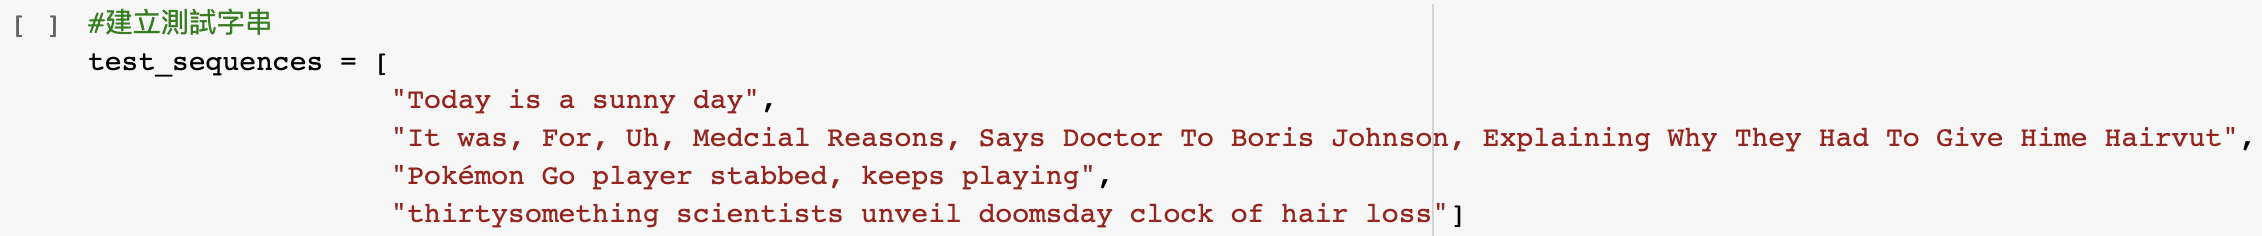 [ ] #建立測試字串
test_sequences = [
"Today is a sunny day",
"It was, For, Uh, Medcial Reasons, Says Doctor To Boris Johnson, Explaining Why They Had To Give Hime Hairvut",
"Pokémon Go player stabbed, keeps playing",
"thirtysomething scientists unveil doomsday clock of hair loss"]